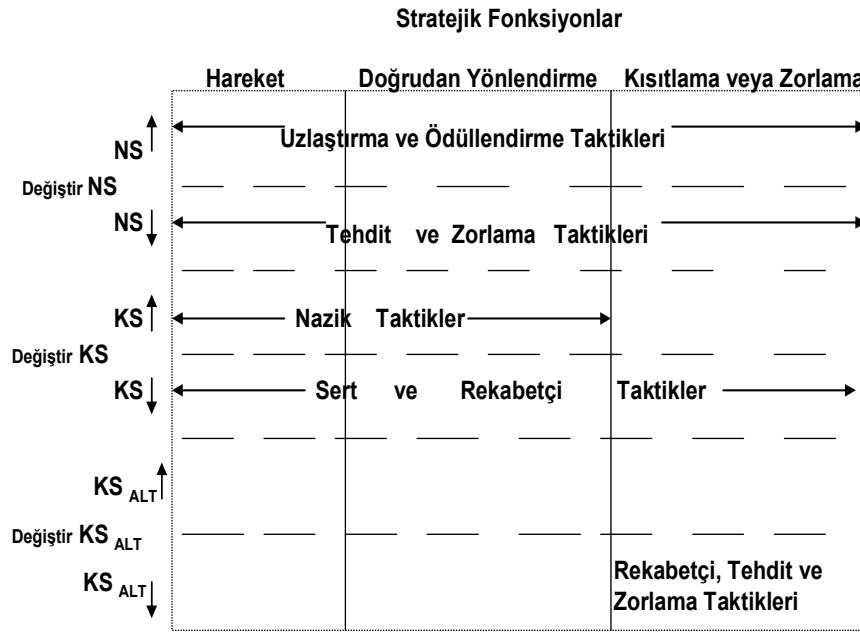 Stratejik Fonksiyonlar
Hareket Doğrudan Yönlendirme Kısıtlama veya Zorlama
NS Uzlaştırma ve Ödüllendirme Taktikleri
Değiştir NS
NS Tehdit ve Zorlama Taktikleri
KS Nazik Taktikler
Değiştir KS
KS Sert ve Rekabetçi Taktikler
KS ALT
Değiştir KS ALT
KS ALT Rekabetçi, Tehdit ve
Zorlama Taktikleri